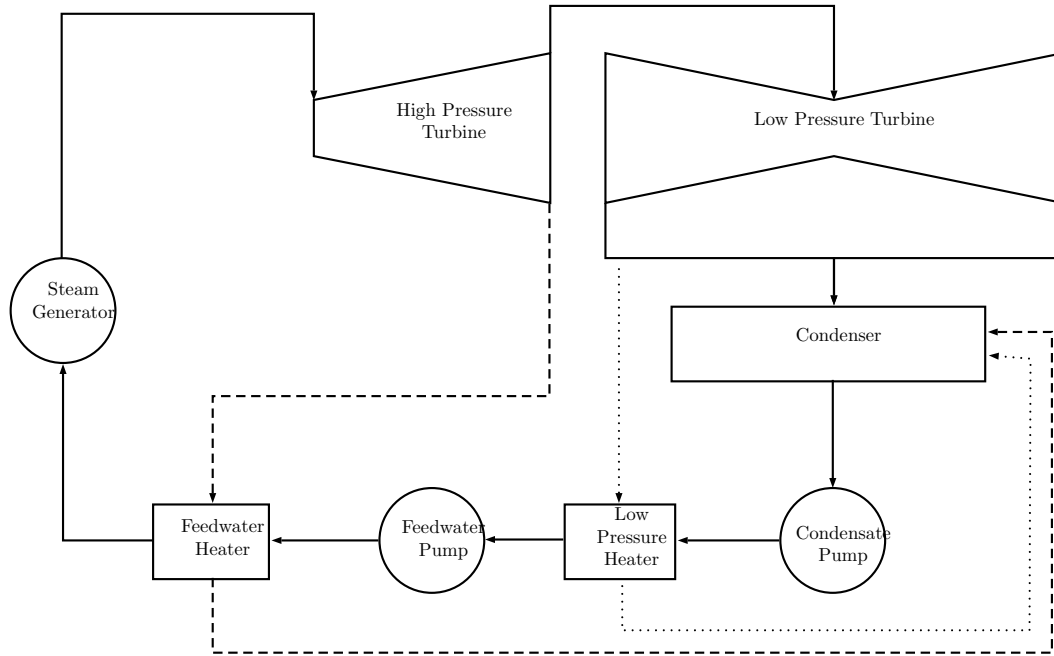 High Pressure
Turbine
Low Pressure Turbine
Steam
Generator
Condenser
Feedwater
Heater
Feedwater
Pump
Low
Pressure
Heater
Condensate
Pump